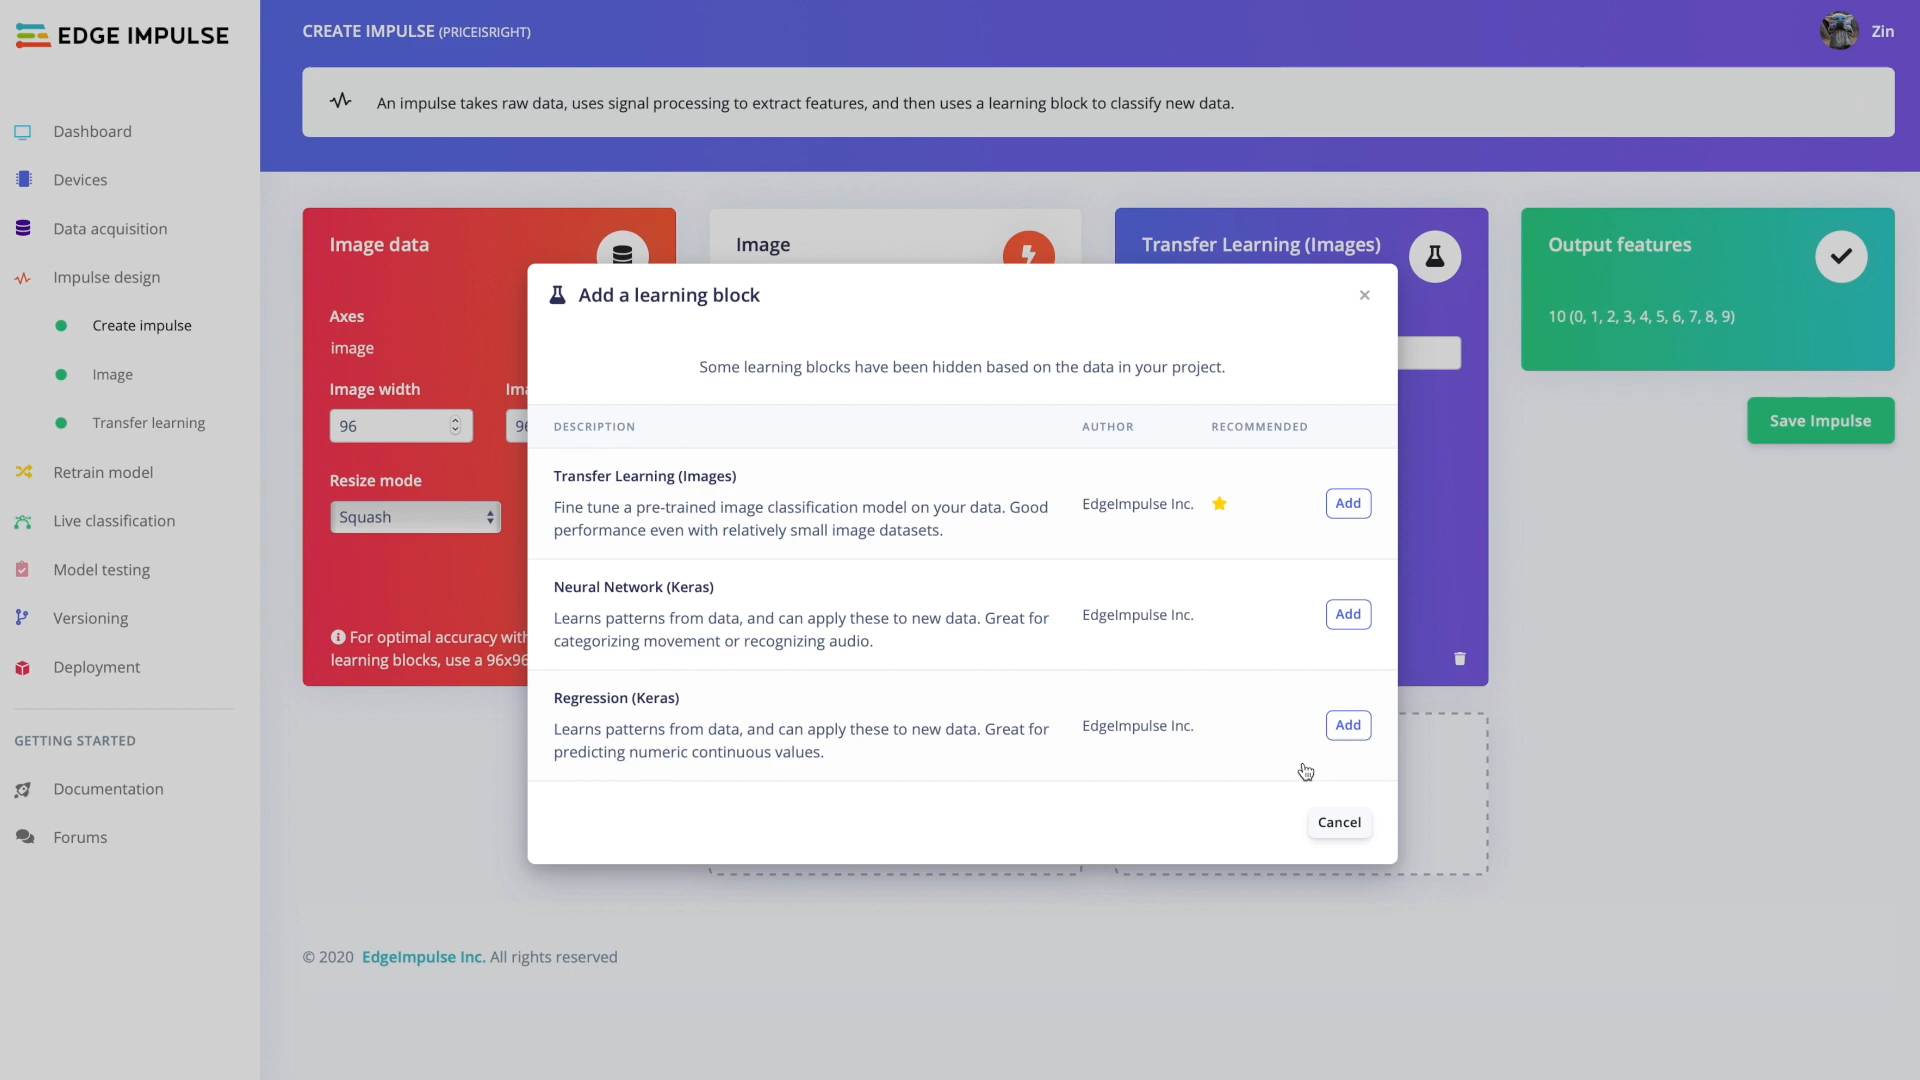 EDGE IMPULSE
Dashboard
Devices
Data acquisition
Impulse design
Create impulse
Image
Transfer learning
Retrain model
Live classification
Model testing
Versioning
Deployment
GETTING STARTED
Documentation
Forums
CREATE IMPULSE (PRICEISRIGHT)
Zin
An impulse takes raw data, uses signal processing to extract features, and then uses a learning block to classify new data.
Image data
Axes
image
Image width
96
Resize mode
Squash
For optimal accuracy with
learning blocks, use a 96x96
Image
Transfer Learning (Images)
Output features
10 (0, 1, 2, 3, 4, 5, 6, 7, 8, 9)
Save Impulse
Add a learning block
×
Some learning blocks have been hidden based on the data in your project.
DESCRIPTION AUTHOR RECOMMENDED
Transfer Learning (Images)
Fine tune a pre-trained image classification model on your data. Good
performance even with relatively small image datasets.
EdgeImpulse Inc.
Add
Neural Network (Keras)
Learns patterns from data, and can apply these to new data. Great for
categorizing movement or recognizing audio.
EdgeImpulse Inc.
Add
Regression (Keras)
Learns patterns from data, and can apply these to new data. Great for
predicting numeric continuous values.
EdgeImpulse Inc.
Add
Cancel
© 2020 EdgeImpulse Inc. All rights reserved